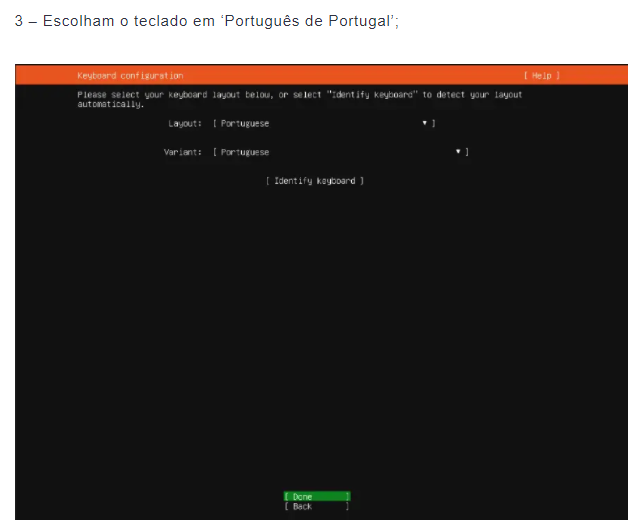 3 – Escolham o teclado em ‘Português de Portugal’;
Keyboard configuration [ Help ]
Please select your keyboard layout below, or select "Identify keyboard" to detect your layout
automatically.
Layout: [ Portuguese ▾ ]
Variant: [ Portuguese ▾ ]
[ Identify keyboard ]
[ Done ]
[ Back ]